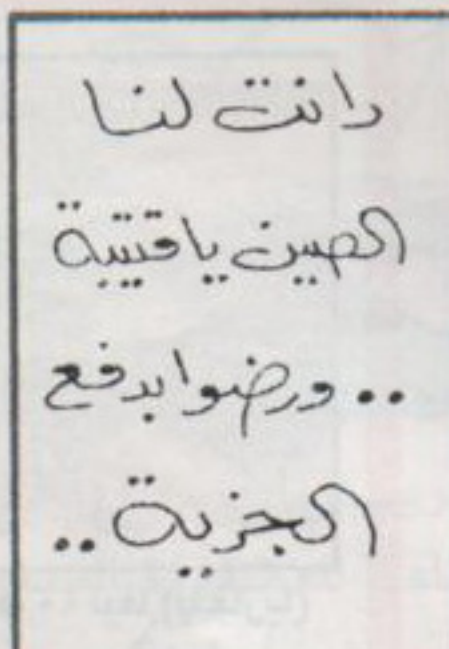 دانت لنا
الصين يا قتيبة
.. ورضوا بدفع
الجزية ..